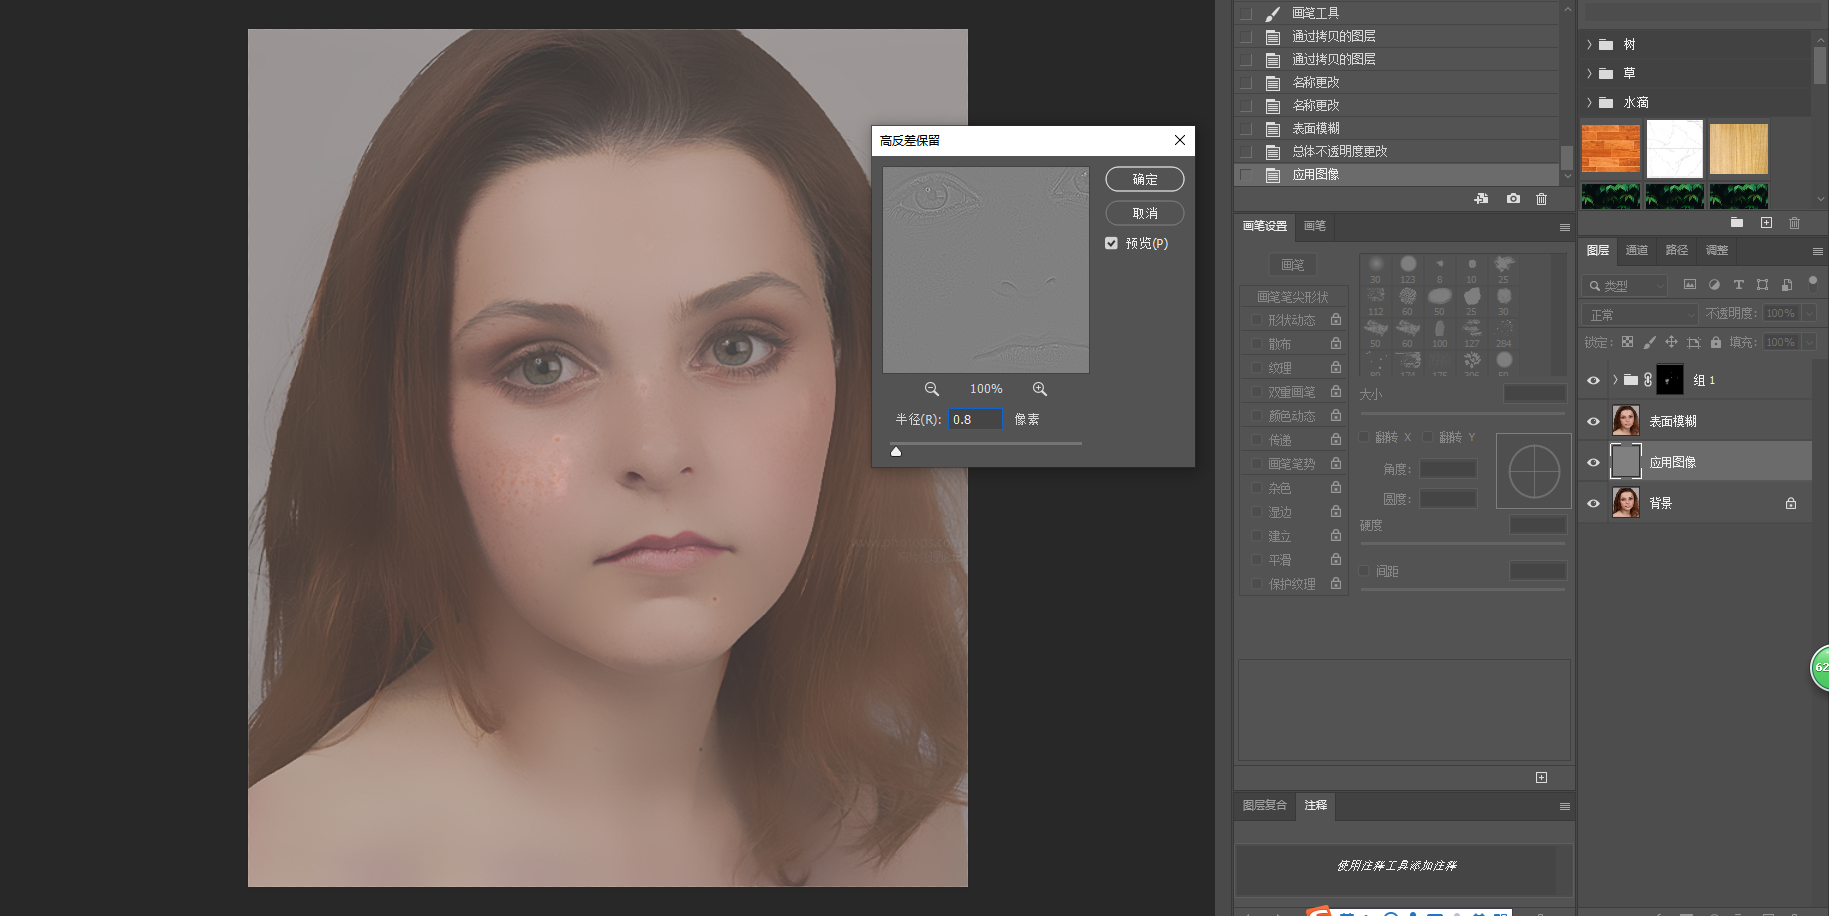 画笔工具
通过拷贝的图层
通过拷贝的图层
名称更改
名称更改
表面模糊
总体不透明度更改
应用图像
树
草
水滴
高反差保留
确定
取消
预览(P)
100%
半径(R): 0.8 像素
画笔设置 画笔
画笔
30 123 8 10 25
画笔笔尖形状
112 60 50 25 30
形状动态
散布
50 60 100 127 284
纹理
双重画笔
大小
颜色动态
传递
翻转 X 翻转 Y
画笔笔势
角度:
杂色
圆度:
湿边
硬度
建立
平滑
间距
保护纹理
图层复合 注释
使用注释工具添加注释
图层 通道 路径 调整
类型
正常 不透明度: 100%
锁定: 填充: 100%
组 1
表面模糊
应用图像
背景
62